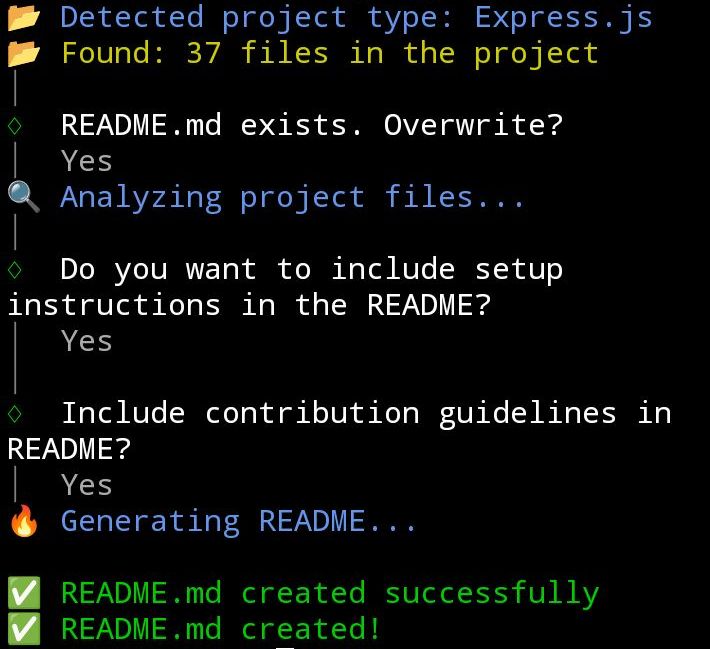 📂 Detected project type: Express.js
📂 Found: 37 files in the project
│
◇ README.md exists. Overwrite?
│ Yes
🔍 Analyzing project files...
│
◇ Do you want to include setup
instructions in the README?
│ Yes
│
◇ Include contribution guidelines in
README?
│ Yes
🔥 Generating README...
✅ README.md created successfully
✅ README.md created!